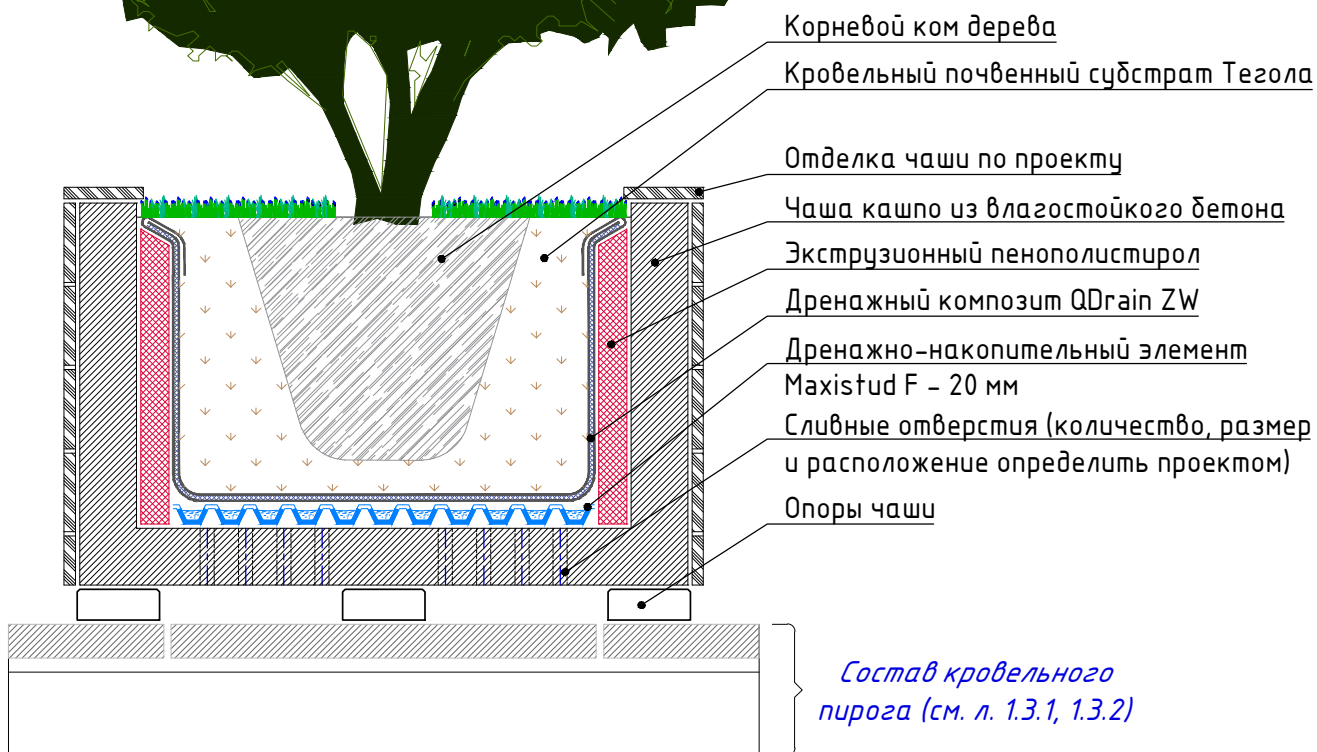 Корневой ком дерева
Кровельный почвенный субстрат Тегола
Отделка чаши по проекту
Чаша кашпо из влагостойкого бетона
Экструзионный пенополистирол
Дренажный композит QDrain ZW
Дренажно-накопительный элемент
Maxistud F - 20 мм
Сливные отверстия (количество, размер
и расположение определить проектом)
Опоры чаши
Состав кровельного
пирога (см. л. 1.3.1, 1.3.2)